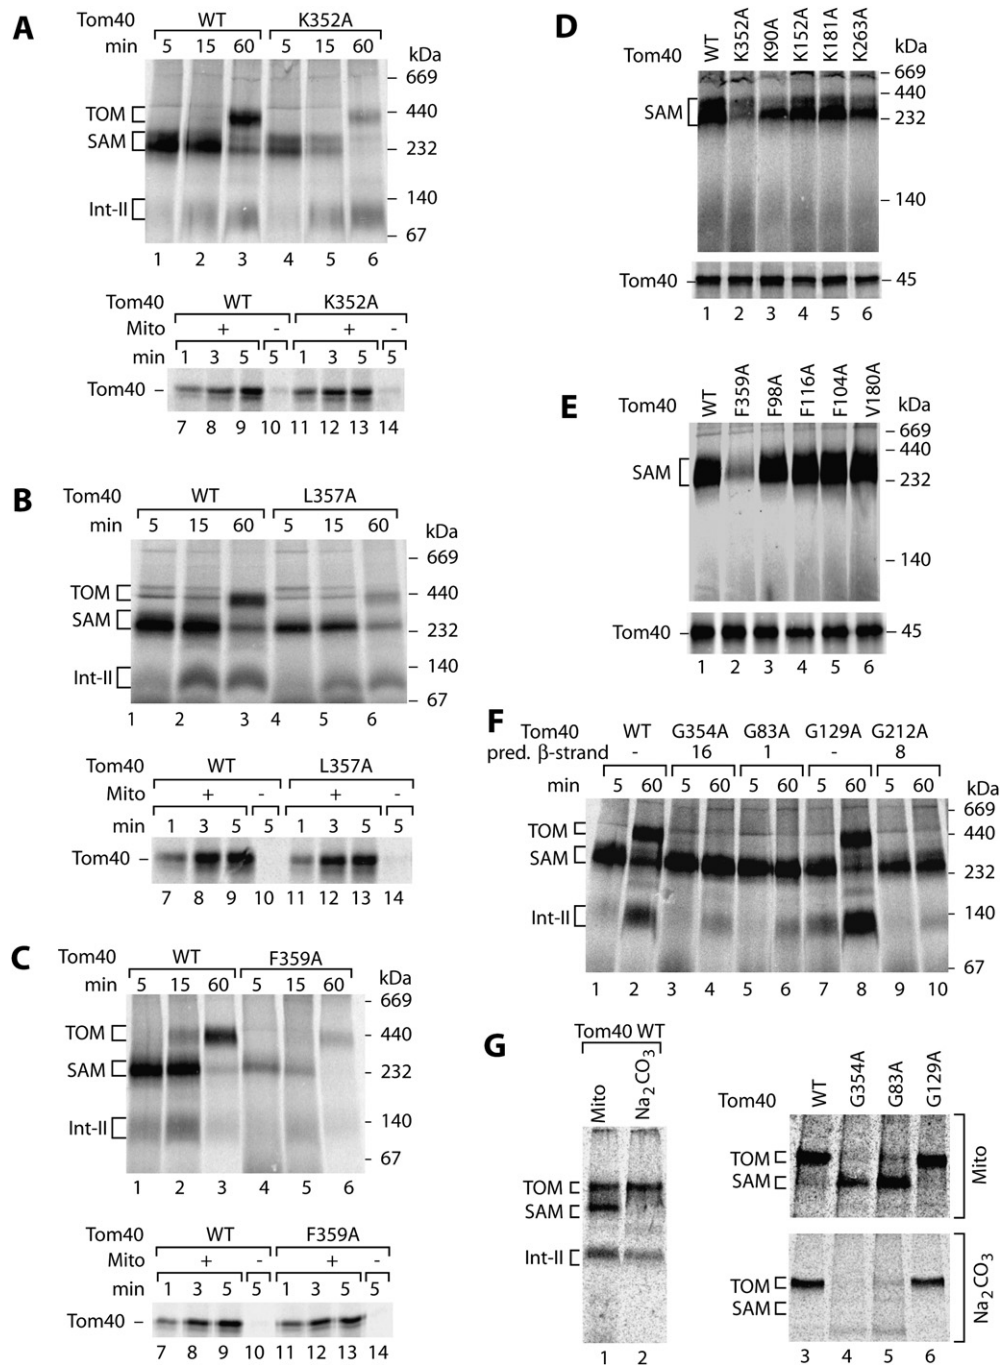 A
Tom40 WT K352A
min 5 15 60 5 15 60
kDa
669
TOM 440
SAM 232
Int-II 140
67
1 2 3 4 5 6
Tom40 WT K352A
Mito + - + -
min 1 3 5 5 1 3 5 5
Tom40
7 8 9 10 11 12 13 14
B
Tom40 WT L357A
min 5 15 60 5 15 60
kDa
669
TOM 440
SAM 232
Int-II 140
67
1 2 3 4 5 6
Tom40 WT L357A
Mito + - + -
min 1 3 5 5 1 3 5 5
Tom40
7 8 9 10 11 12 13 14
C
Tom40 WT F359A
min 5 15 60 5 15 60
kDa
669
TOM 440
SAM 232
Int-II 140
67
1 2 3 4 5 6
Tom40 WT F359A
Mito + - + -
min 1 3 5 5 1 3 5 5
Tom40
7 8 9 10 11 12 13 14
D
Tom40 WT K352A K90A K152A K181A K263A
kDa
669
440
SAM 232
140
Tom40 45
1 2 3 4 5 6
E
Tom40 WT F359A F98A F116A F104A V180A
kDa
669
440
SAM 232
140
Tom40 45
1 2 3 4 5 6
F
Tom40 WT G354A G83A G129A G212A
pred. β-strand - 16 1 - 8
min 5 60 5 60 5 60 5 60 5 60
kDa
669
TOM 440
SAM 232
Int-II 140
67
1 2 3 4 5 6 7 8 9 10
G
Tom40 WT
Mito Na2CO3
TOM
SAM
Int-II
1 2
Tom40 WT G354A G83A G129A
TOM
SAM
Mito
TOM
SAM
Na2CO3
3 4 5 6